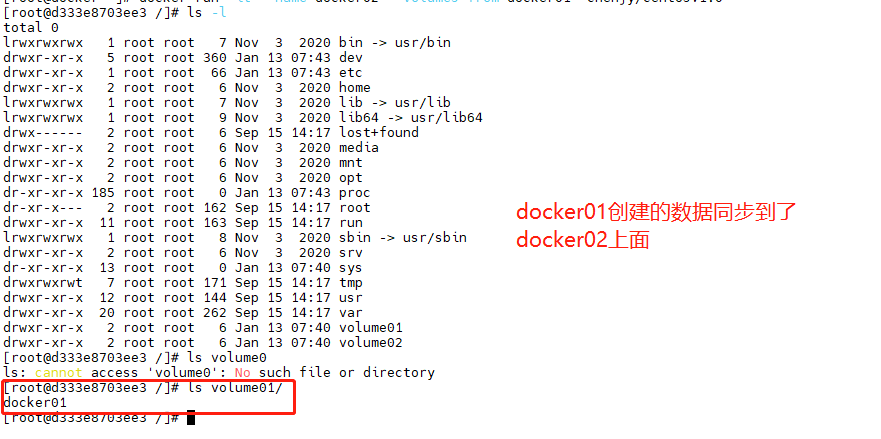 [root@d333e8703ee3 /]# ls -l
total 0
lrwxrwxrwx   1 root root   7 Nov  3  2020 bin -> usr/bin
drwxr-xr-x   5 root root 360 Jan 13 07:43 dev
drwxr-xr-x   1 root root  66 Jan 13 07:43 etc
drwxr-xr-x   2 root root   6 Nov  3  2020 home
lrwxrwxrwx   1 root root   7 Nov  3  2020 lib -> usr/lib
lrwxrwxrwx   1 root root   9 Nov  3  2020 lib64 -> usr/lib64
drwx------   2 root root   6 Sep 15 14:17 lost+found
drwxr-xr-x   2 root root   6 Nov  3  2020 media
drwxr-xr-x   2 root root   6 Nov  3  2020 mnt
drwxr-xr-x   2 root root   6 Nov  3  2020 opt
dr-xr-xr-x 185 root root   0 Jan 13 07:43 proc
dr-xr-x---   2 root root 162 Sep 15 14:17 root
drwxr-xr-x  11 root root 163 Sep 15 14:17 run
lrwxrwxrwx   1 root root   8 Nov  3  2020 sbin -> usr/sbin
drwxr-xr-x   2 root root   6 Nov  3  2020 srv
dr-xr-xr-x  13 root root   0 Jan 13 07:40 sys
drwxrwxrwt   7 root root 171 Sep 15 14:17 tmp
drwxr-xr-x  12 root root 144 Sep 15 14:17 usr
drwxr-xr-x  20 root root 262 Sep 15 14:17 var
drwxr-xr-x   2 root root   6 Jan 13 07:40 volume01
drwxr-xr-x   2 root root   6 Jan 13 07:40 volume02
[root@d333e8703ee3 /]# ls volume0
ls: cannot access 'volume0': No such file or directory
[root@d333e8703ee3 /]# ls volume01/
docker01
[root@d333e8703ee3 /]#
docker01创建的数据同步到了
docker02上面